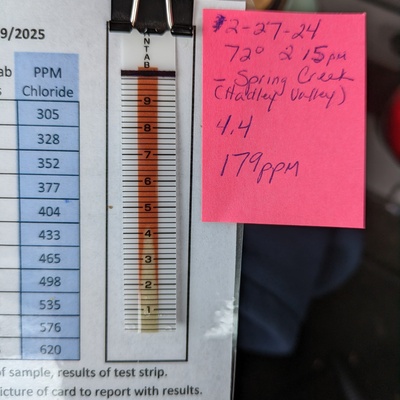 9/2025
ab
PPM
Chloride
305
328
352
377
404
433
465
498
535
576
620
NTAB
9
8
7
6
5
4
3
2
1
12-27-24
72° 2 15pm
- Spring Creek
(Hadley Valley)
4.4
179ppm
of sample, results of test strip.
icture of card to report with results.